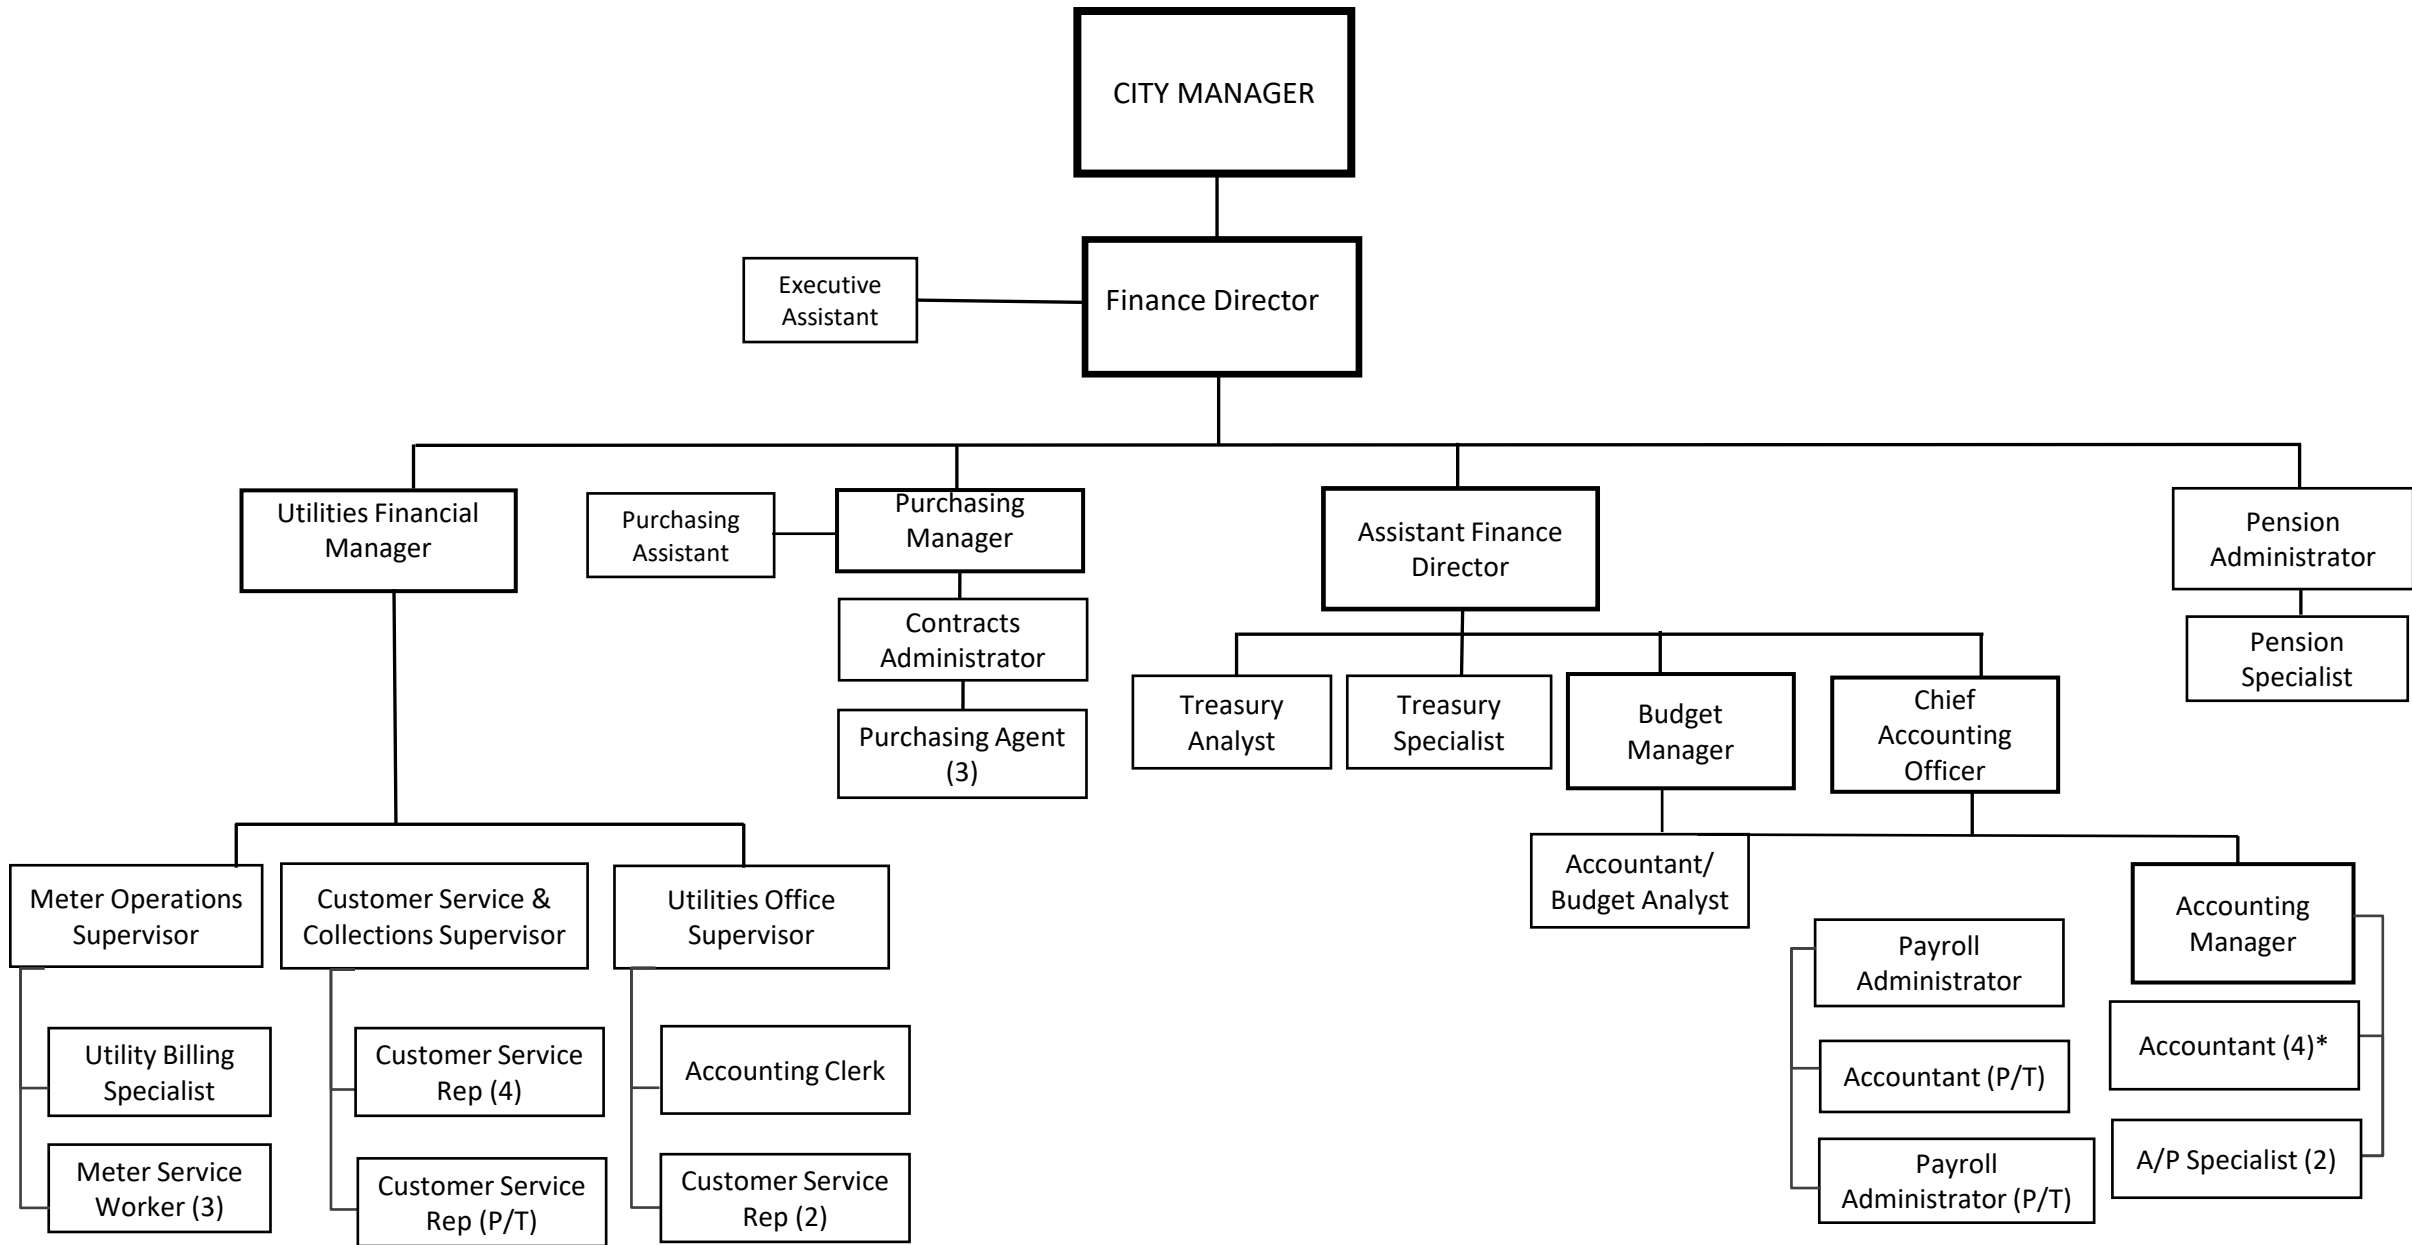 CITY MANAGER
Executive
Assistant
Finance Director
Utilities Financial
Manager
Purchasing
Assistant
Purchasing
Manager
Assistant Finance
Director
Pension
Administrator
Contracts
Administrator
Pension
Specialist
Purchasing Agent
(3)
Treasury
Analyst
Treasury
Specialist
Budget
Manager
Chief
Accounting
Officer
Meter Operations
Supervisor
Customer Service &
Collections Supervisor
Utilities Office
Supervisor
Accountant/
Budget Analyst
Accounting
Manager
Payroll
Administrator
Utility Billing
Specialist
Customer Service
Rep (4)
Accounting Clerk
Accountant (P/T)
Accountant (4)*
Meter Service
Worker (3)
Customer Service
Rep (P/T)
Customer Service
Rep (2)
Payroll
Administrator (P/T)
A/P Specialist (2)